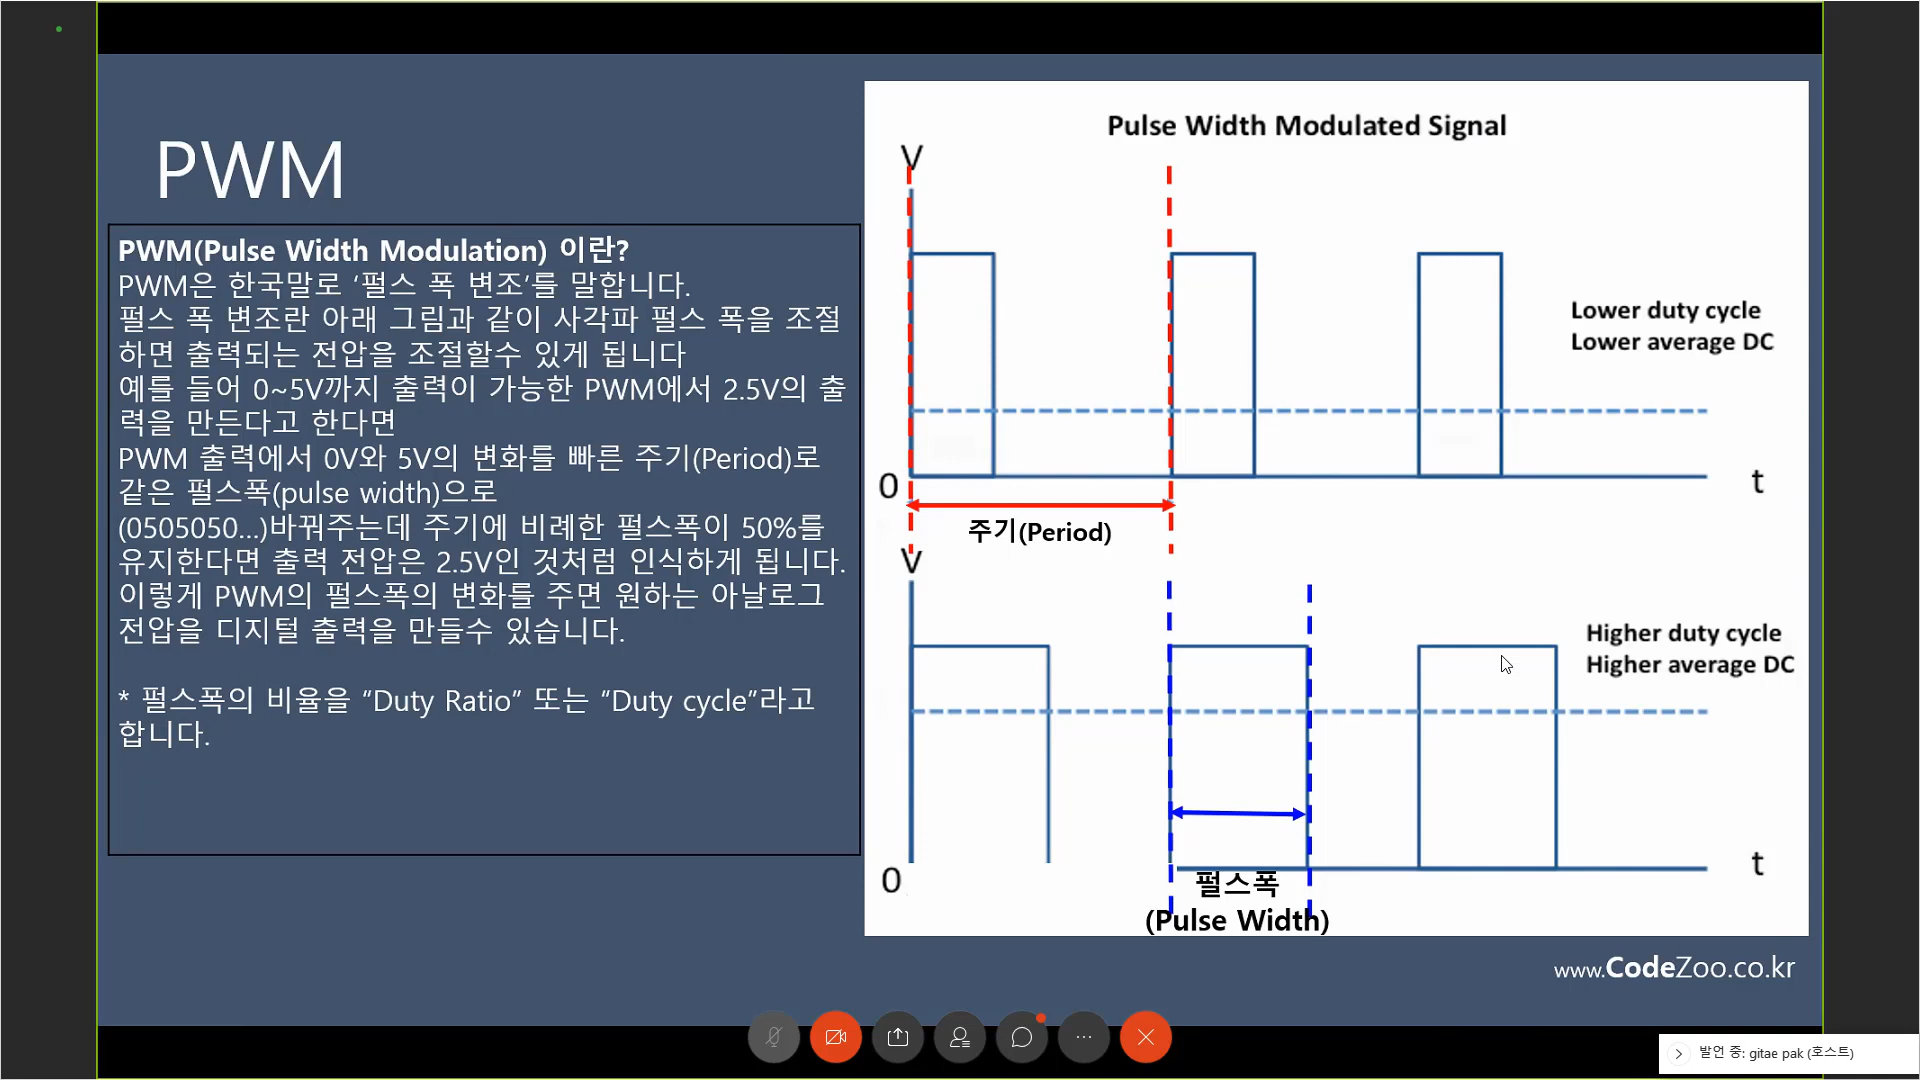 PWM
PWM(Pulse Width Modulation) 이란?
PWM은 한국말로 ‘펄스 폭 변조’를 말합니다.
펄스 폭 변조란 아래 그림과 같이 사각파 펄스 폭을 조절
하면 출력되는 전압을 조절할수 있게 됩니다
예를 들어 0~5V까지 출력이 가능한 PWM에서 2.5V의 출
력을 만든다고 한다면
PWM 출력에서 0V와 5V의 변화를 빠른 주기(Period)로
같은 펄스폭(pulse width)으로
(0505050...)바꿔주는데 주기에 비례한 펄스폭이 50%를
유지한다면 출력 전압은 2.5V인 것처럼 인식하게 됩니다.
이렇게 PWM의 펄스폭의 변화를 주면 원하는 아날로그
전압을 디지털 출력을 만들수 있습니다.
* 펄스폭의 비율을 “Duty Ratio” 또는 “Duty cycle”라고
합니다.
Pulse Width Modulated Signal
V
Lower duty cycle
Lower average DC
0
t
주기(Period)
V
Higher duty cycle
Higher average DC
0
t
펄스폭
(Pulse Width)
www.CodeZoo.co.kr
발언 중: gitae pak (호스트)